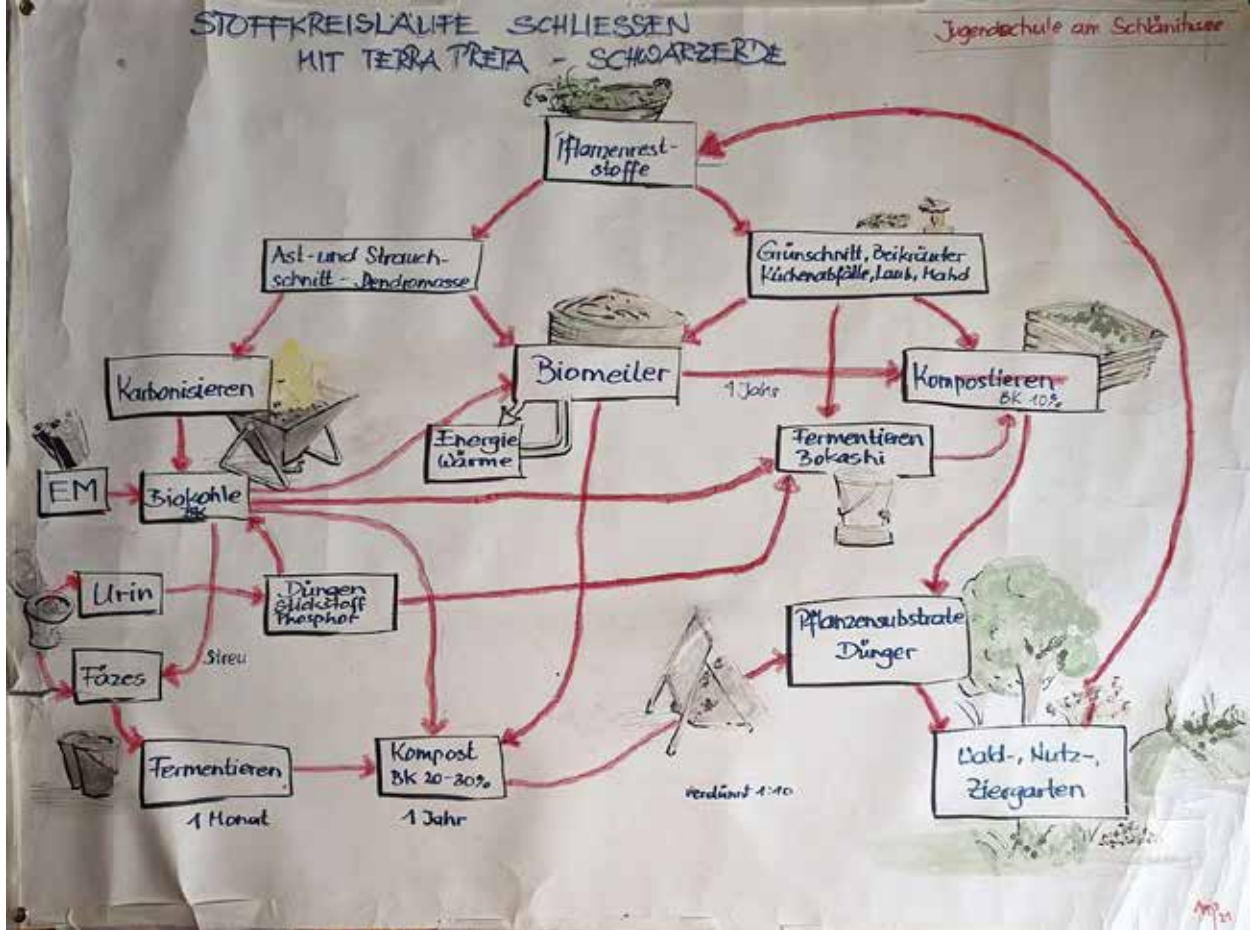 STOFFKREISLÄUFE SCHLIESSEN
MIT TERRA PRETA - SCHWARZERDE
Jugendschule am Schlänitzsee
Pflanzenrest-
stoffe
Ast- und Strauch-
schnitt - Dendromasse
Grünschnitt, Beikräuter
Küchenabfälle, Laub, Mahd
Karbonisieren
Biomeiler
1 Jahr
Kompostieren
BK 10%
Energie
Wärme
Fermentieren
Bokashi
EM
Biokohle
BK
Urin
Düngen
Stickstoff
Phosphor
Pflanzensubstrate
Dünger
Streu
Fäzes
Fermentieren
1 Monat
Kompost
BK 20-30%
1 Jahr
verdünnt 1:10
Wald-, Nutz-,
Ziergarten
21